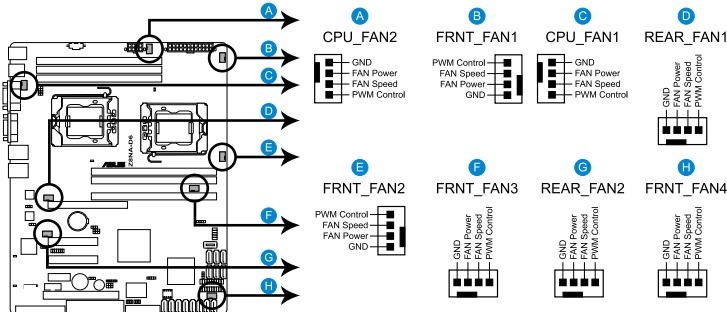 A
B
C
D
E
F
G
H
ASUS
Z8NA-D6
A
CPU_FAN2
GND
FAN Power
FAN Speed
PWM Control
B
FRNT_FAN1
PWM Control
FAN Speed
FAN Power
GND
C
CPU_FAN1
GND
FAN Power
FAN Speed
PWM Control
D
REAR_FAN1
GND
FAN Power
FAN Speed
PWM Control
E
FRNT_FAN2
PWM Control
FAN Speed
FAN Power
GND
F
FRNT_FAN3
GND
FAN Power
FAN Speed
PWM Control
G
REAR_FAN2
GND
FAN Power
FAN Speed
PWM Control
H
FRNT_FAN4
GND
FAN Power
FAN Speed
PWM Control